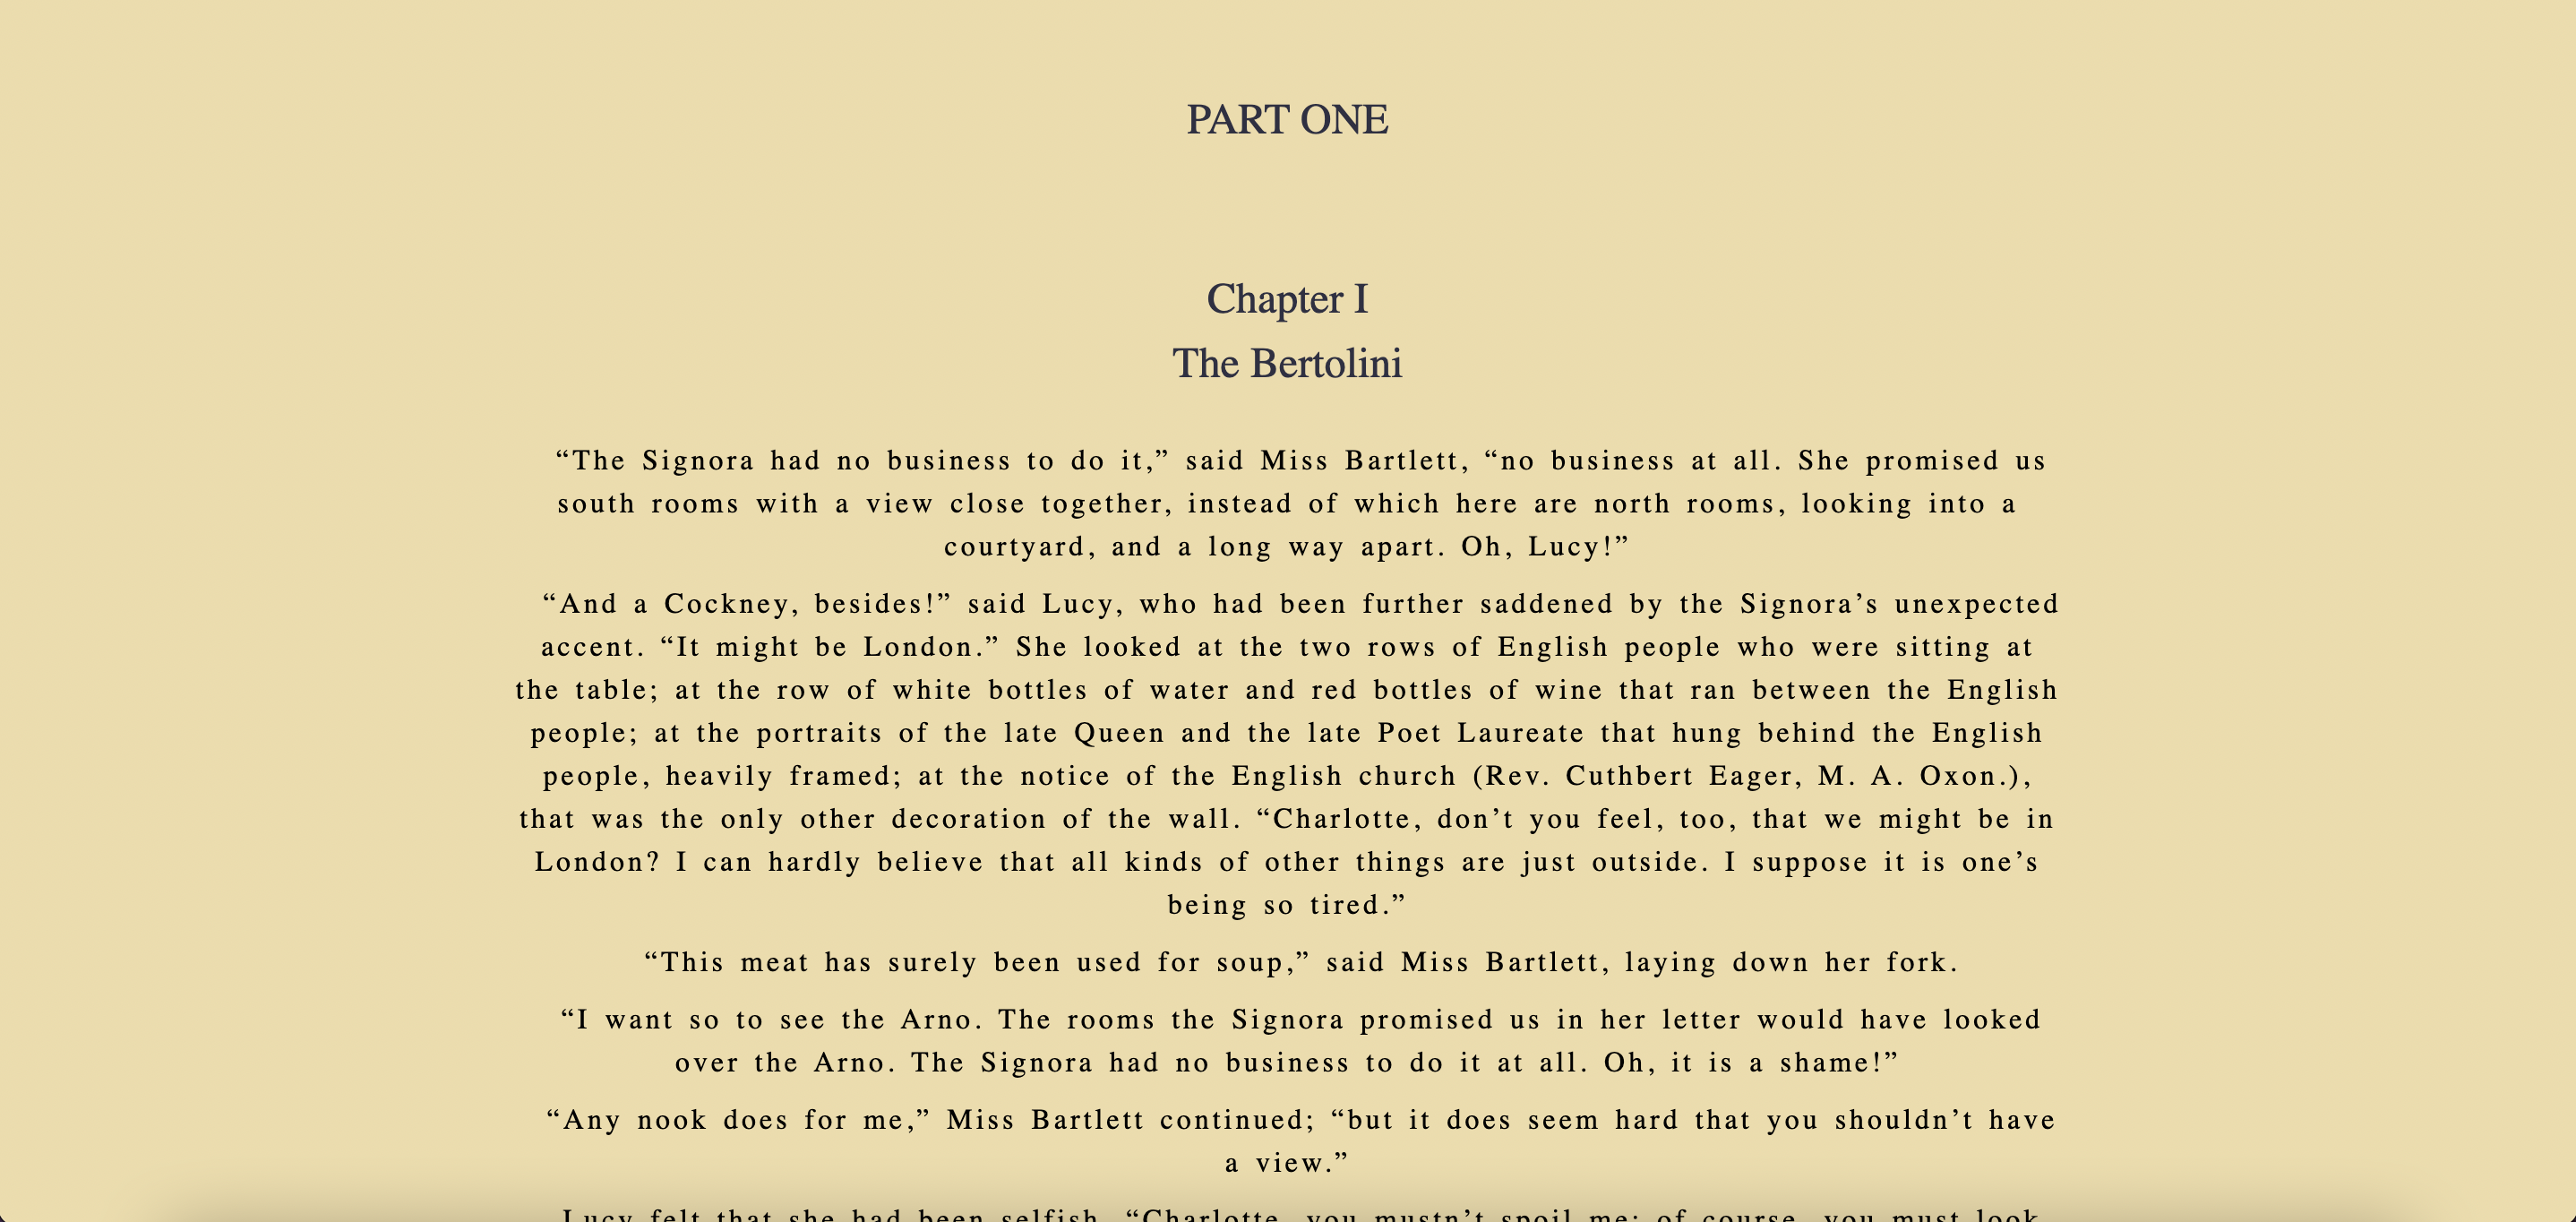 PART ONE
Chapter I
The Bertolini
“The Signora had no business to do it,” said Miss Bartlett, “no business at all. She promised us
south rooms with a view close together, instead of which here are north rooms, looking into a
courtyard, and a long way apart. Oh, Lucy!”
“And a Cockney, besides!” said Lucy, who had been further saddened by the Signora’s unexpected
accent. “It might be London.” She looked at the two rows of English people who were sitting at
the table; at the row of white bottles of water and red bottles of wine that ran between the English
people; at the portraits of the late Queen and the late Poet Laureate that hung behind the English
people, heavily framed; at the notice of the English church (Rev. Cuthbert Eager, M. A. Oxon.),
that was the only other decoration of the wall. “Charlotte, don’t you feel, too, that we might be in
London? I can hardly believe that all kinds of other things are just outside. I suppose it is one’s
being so tired.”
“This meat has surely been used for soup,” said Miss Bartlett, laying down her fork.
“I want so to see the Arno. The rooms the Signora promised us in her letter would have looked
over the Arno. The Signora had no business to do it at all. Oh, it is a shame!”
“Any nook does for me,” Miss Bartlett continued; “but it does seem hard that you shouldn’t have
a view.”
Lucy felt that she had been selfish. “Charlotte, you mustn’t spoil me: of course, you must look